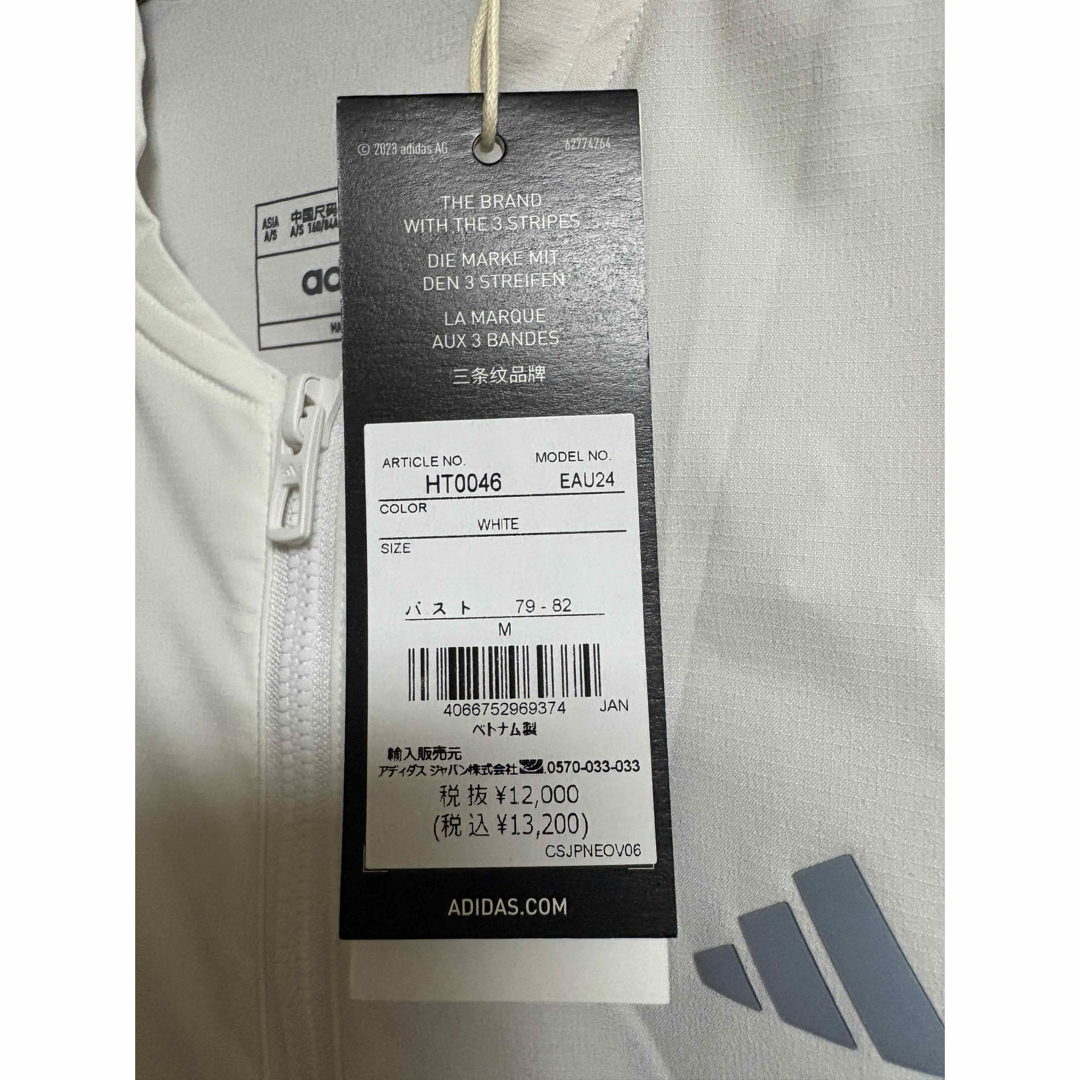 © 2023 adidas AG 62774264
THE BRAND
WITH THE 3 STRIPES
DIE MARKE MIT
DEN 3 STREIFEN
LA MARQUE
AUX 3 BANDES
三条纹品牌
ASIA 中国尺码
A/S A/S 160/84A
ad
MA
ARTICLE NO. MODEL NO.
HT0046 EAU24
COLOR
WHITE
SIZE
バスト 79 - 82
M
4066752969374 JAN
ベトナム製
輸入販売元
アディダス ジャパン株式会社 0570-033-033
税抜 ¥12,000
(税込 ¥13,200)
CSJPNEOV06
ADIDAS.COM